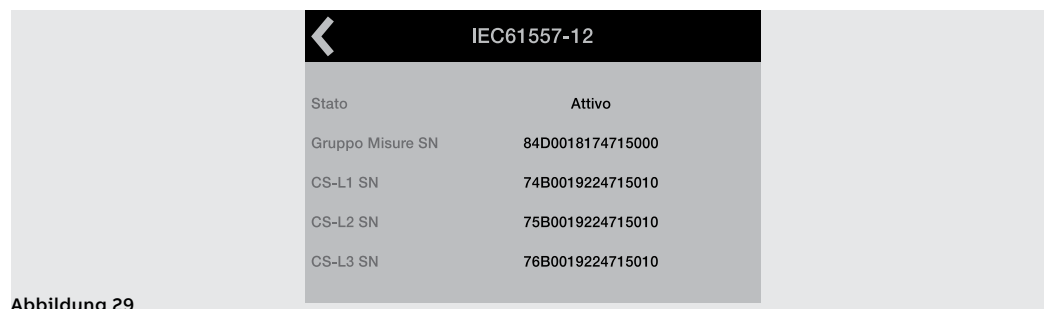 IEC61557-12
Stato Attivo
Gruppo Misure SN 84D0018174715000
CS-L1 SN 74B0019224715010
CS-L2 SN 75B0019224715010
CS-L3 SN 76B0019224715010
Abbildung 29